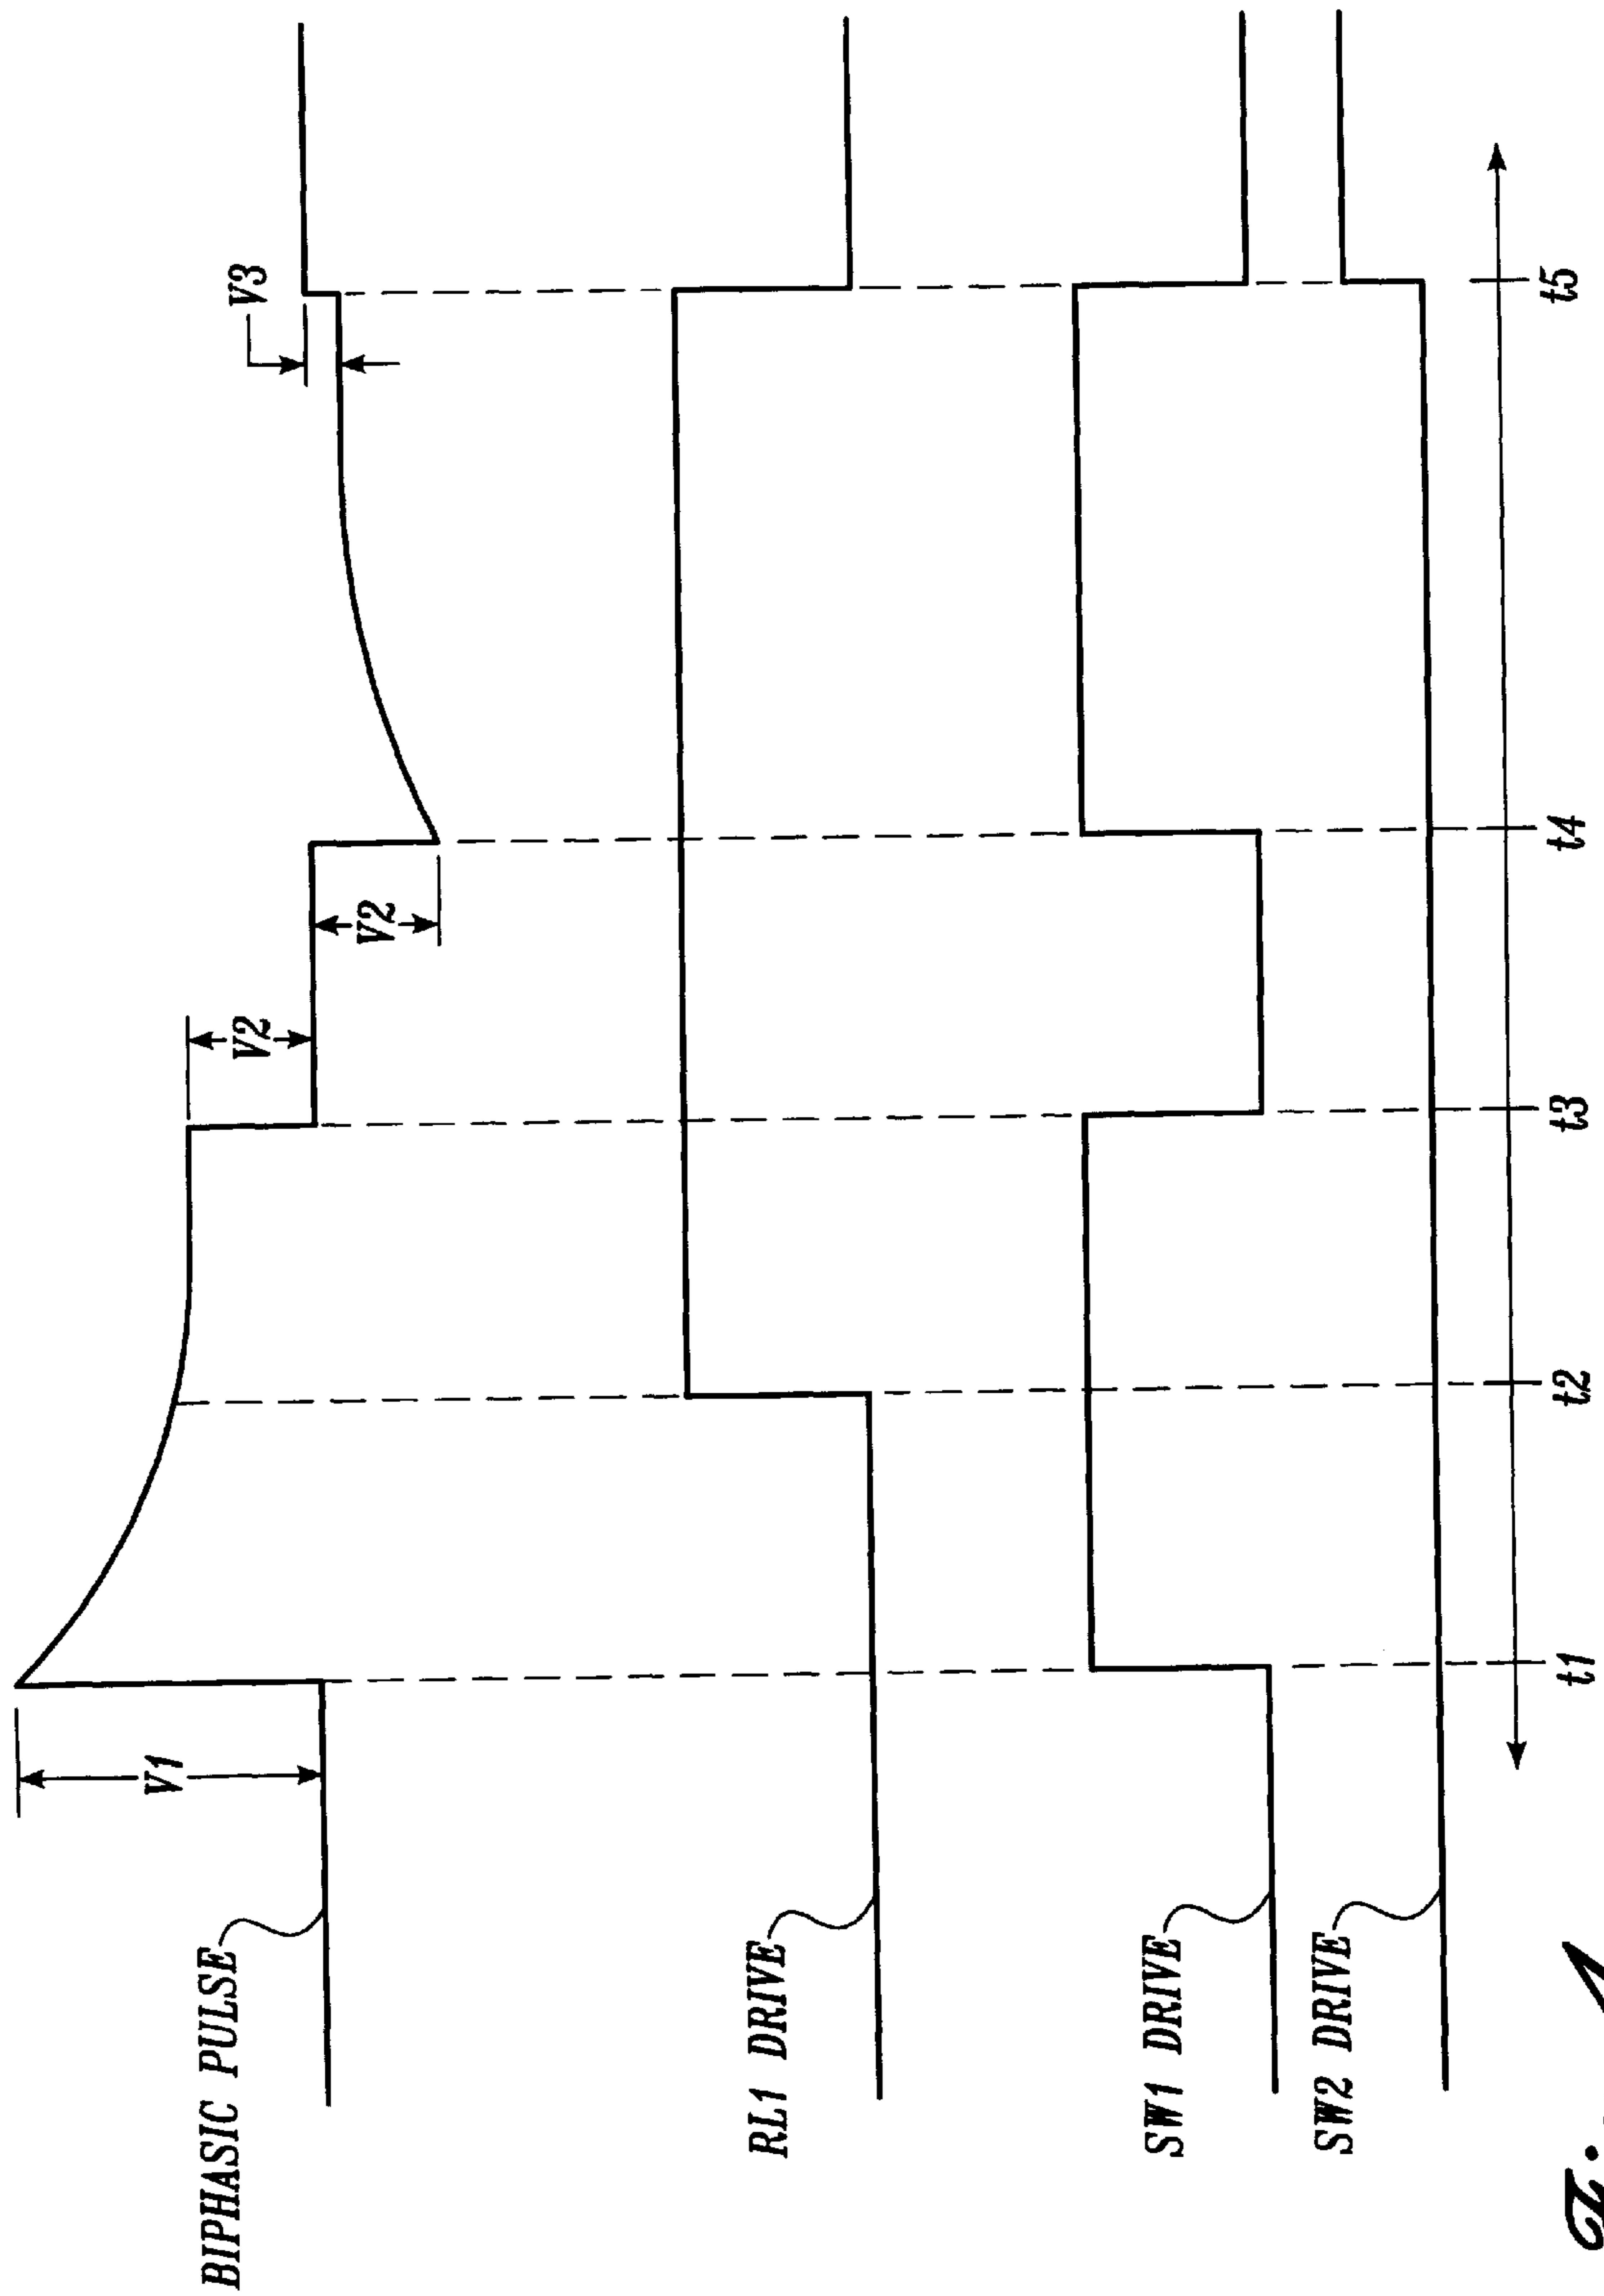 BIPHASIC PULSE
V1
V2
V2
V3
RL1 DRIVE
SW1 DRIVE
SW2 DRIVE
t1
t2
t3
t4
t5